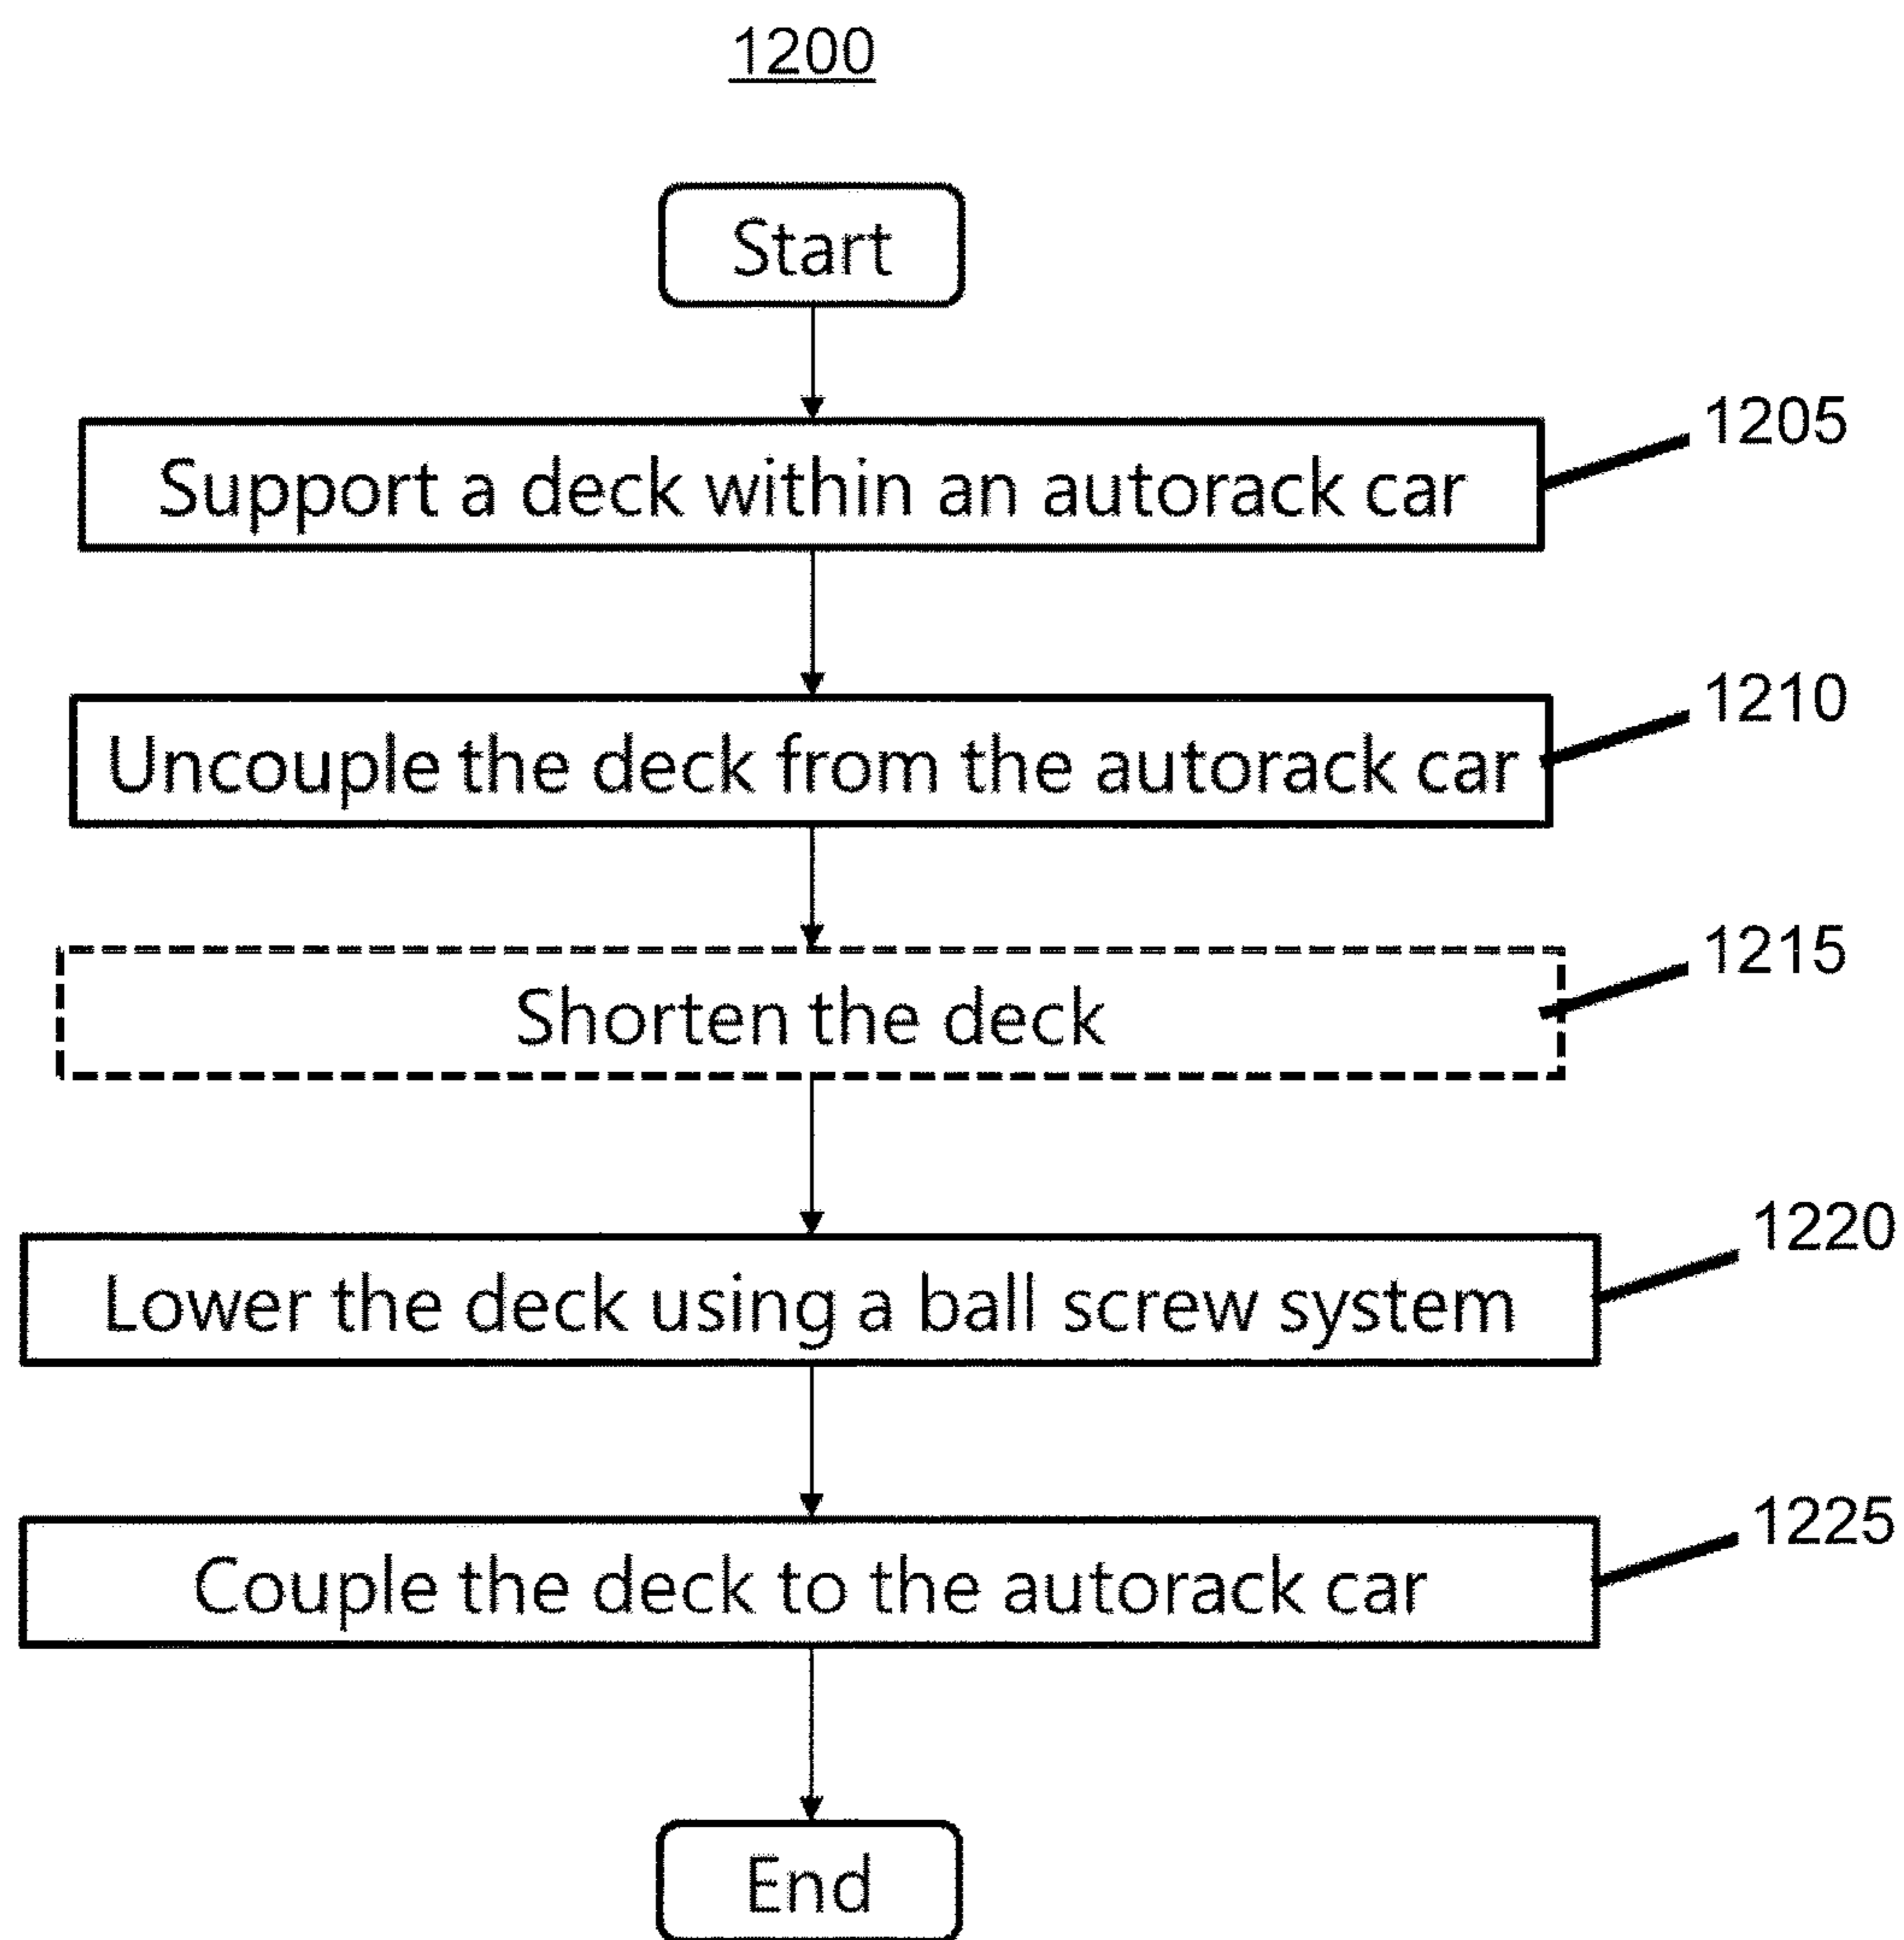 1200
Start
Support a deck within an autorack car
1205
Uncouple the deck from the autorack car
1210
Shorten the deck
1215
Lower the deck using a ball screw system
1220
Couple the deck to the autorack car
1225
End